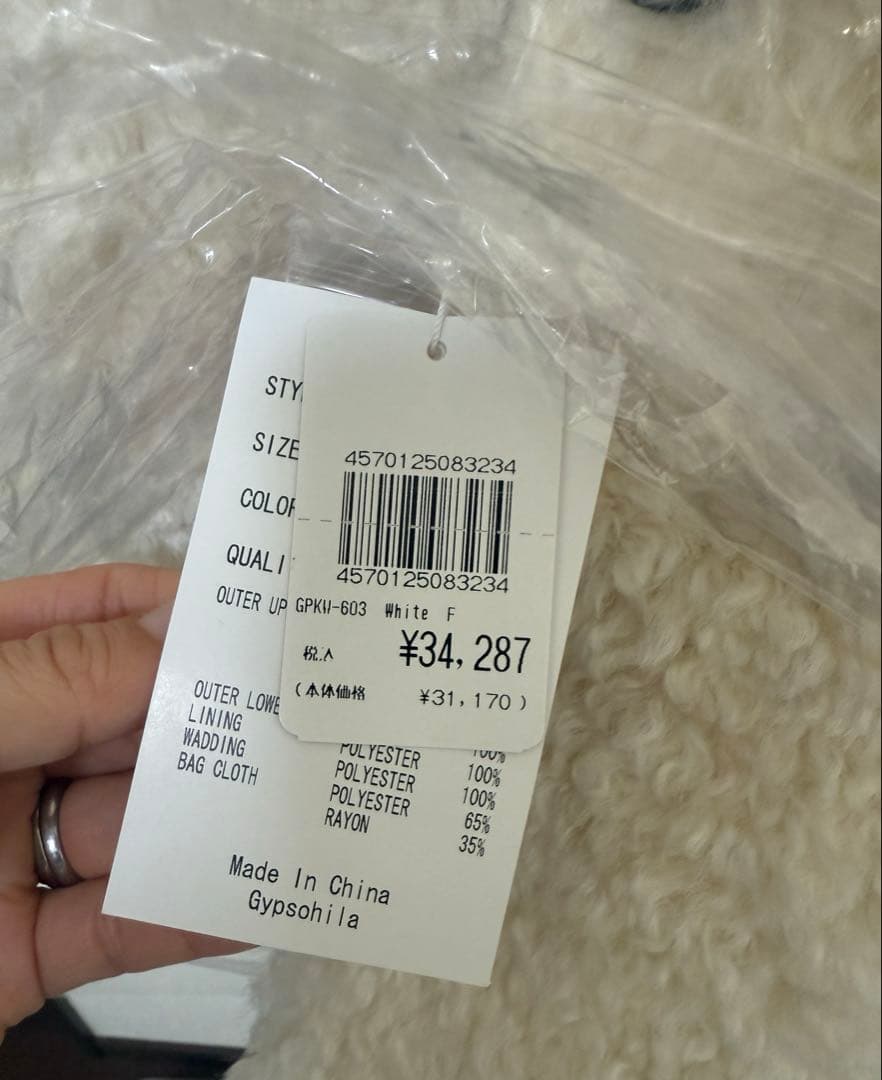 STY
SIZE
COLOR
QUALI
OUTER UP
OUTER LOWE
LINING
WADDING
BAG CLOTH
4570125083234
4570125083234
GPKW-603 White F
税込 ¥34,287
(本体価格 ¥31,170)
POLYESTER 100%
POLYESTER 100%
POLYESTER 100%
RAYON 65%
35%
Made In China
Gypsohila